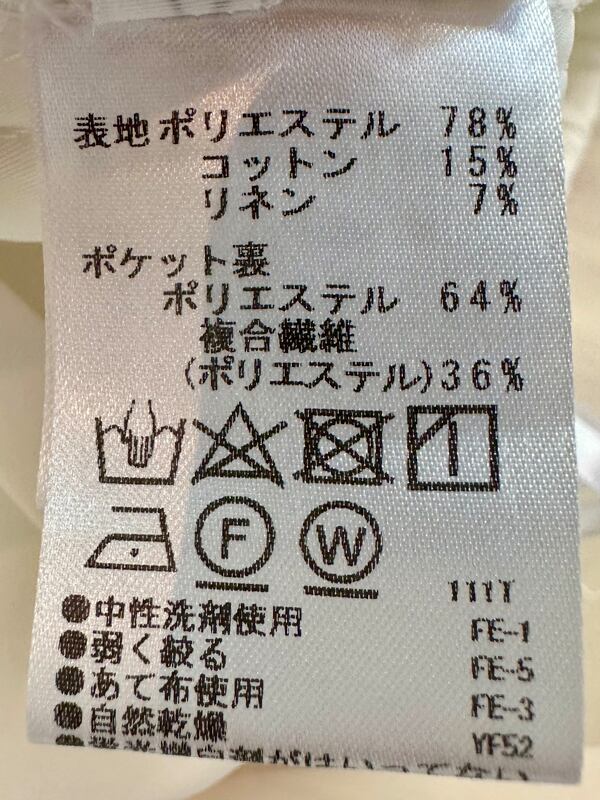 表地 ポリエステル 78%
コットン 15%
リネン 7%
ポケット裏
ポリエステル 64%
複合繊維
(ポリエステル) 36%
F W
●中性洗剤使用
●弱く絞る
●あて布使用
●自然乾燥
111T
FE-1
FE-5
FE-3
YF52